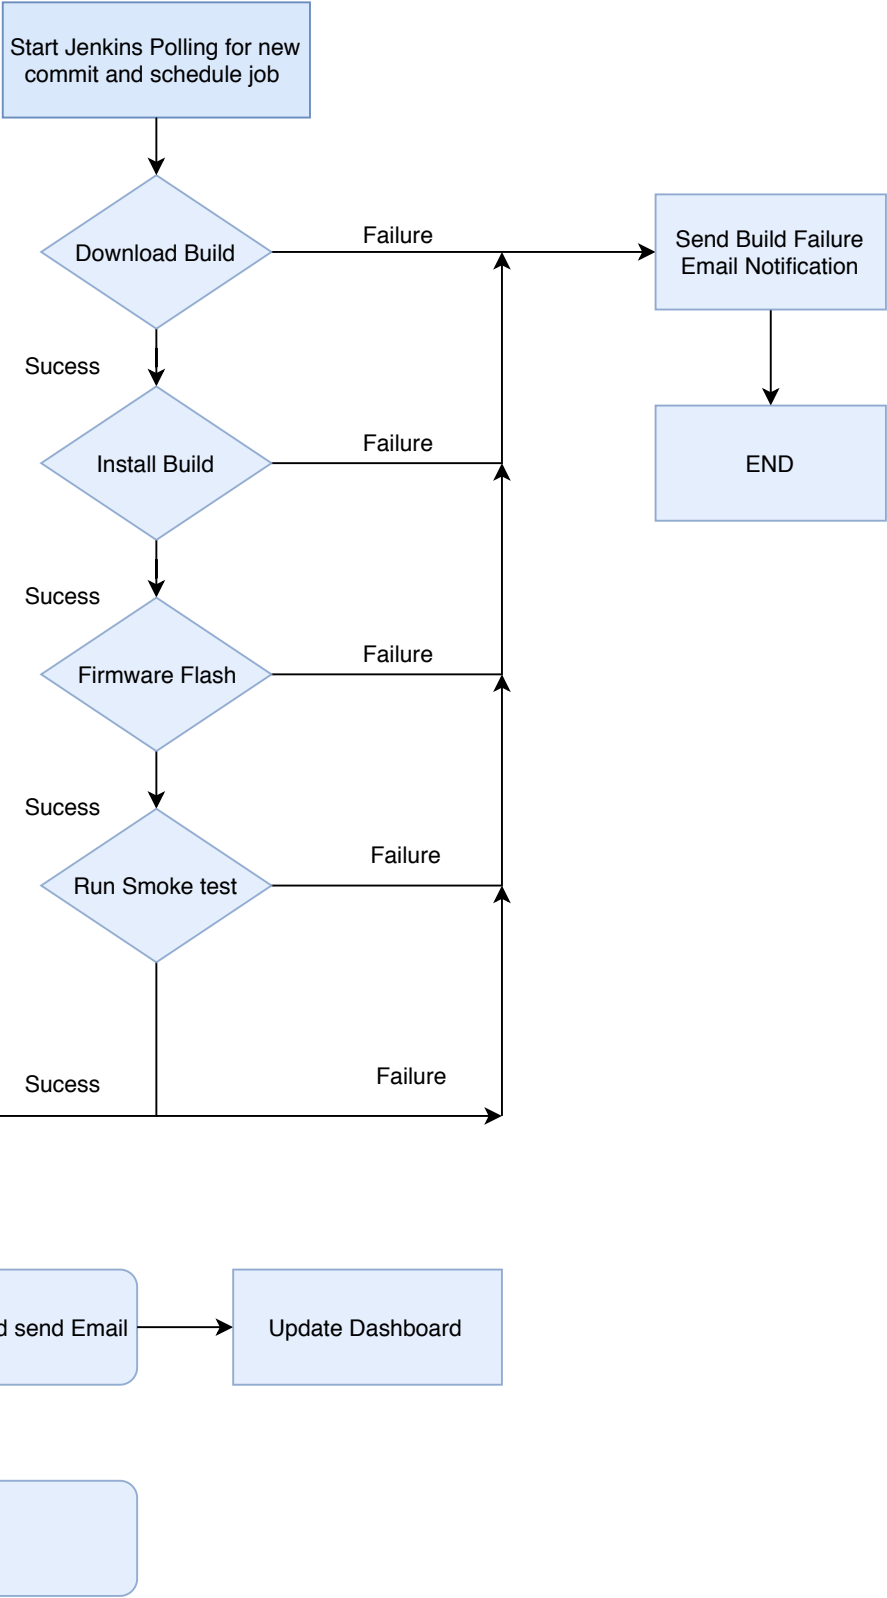 Start Jenkins Polling for new
commit and schedule job
Download Build
Failure
Send Build Failure
Email Notification
Sucess
Install Build
Failure
END
Sucess
Firmware Flash
Failure
Sucess
Run Smoke test
Failure
Sucess
Failure
send Email
Update Dashboard